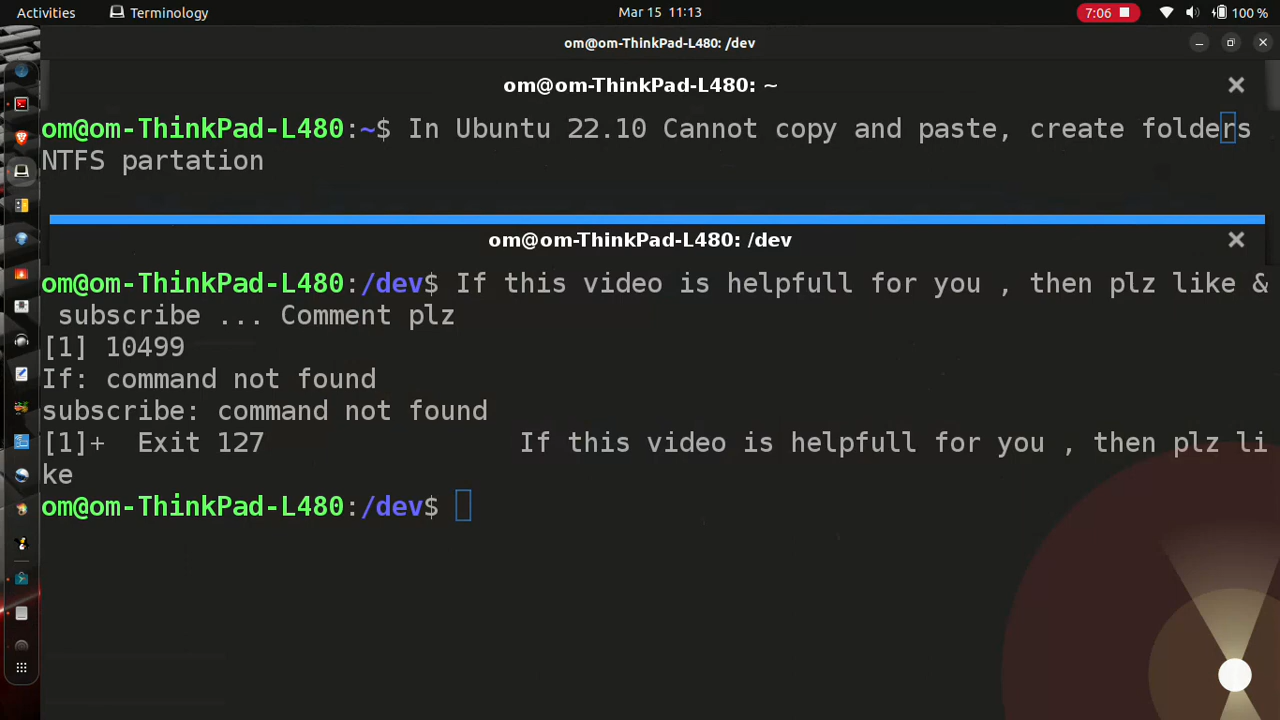 Activities Terminology Mar 15 11:13 7:06 100 %
om@om-ThinkPad-L480: /dev
om@om-ThinkPad-L480: ~
om@om-ThinkPad-L480:~$ In Ubuntu 22.10 Cannot copy and paste, create folders
NTFS partation
om@om-ThinkPad-L480: /dev
om@om-ThinkPad-L480:/dev$ If this video is helpfull for you , then plz like &
subscribe ... Comment plz
[1] 10499
If: command not found
subscribe: command not found
[1]+  Exit 127                If this video is helpfull for you , then plz li
ke
om@om-ThinkPad-L480:/dev$